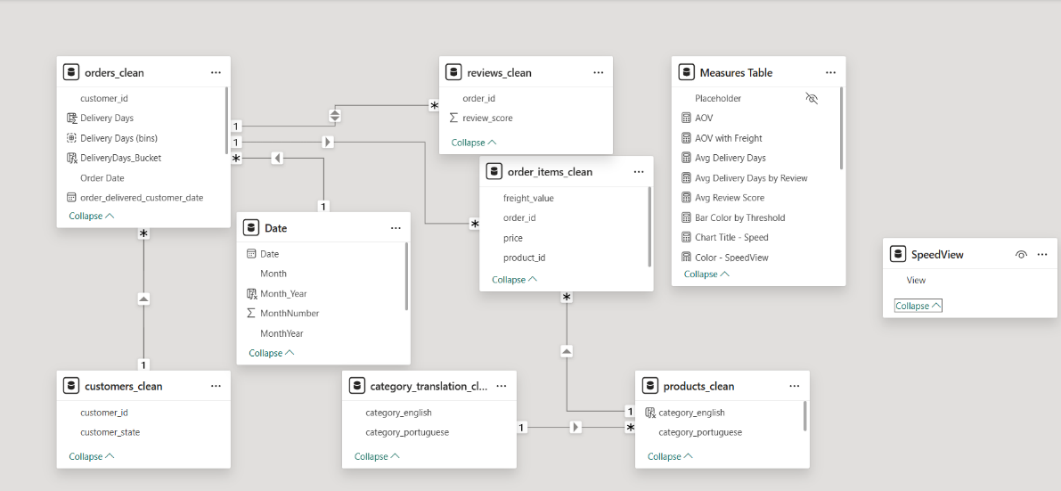 orders_clean
customer_id
Delivery Days
Delivery Days (bins)
DeliveryDays_Bucket
Order Date
order_delivered_customer_date
Collapse
reviews_clean
order_id
review_score
Collapse
Measures Table
Placeholder
AOV
AOV with Freight
Avg Delivery Days
Avg Delivery Days by Review
Avg Review Score
Bar Color by Threshold
Chart Title - Speed
Color - SpeedView
Collapse
order_items_clean
freight_value
order_id
price
product_id
Collapse
Date
Date
Month
Month_Year
MonthNumber
MonthYear
Collapse
SpeedView
View
Collapse
customers_clean
customer_id
customer_state
Collapse
category_translation_cl...
category_english
category_portuguese
Collapse
products_clean
category_english
category_portuguese
Collapse
1
*
1
*
*
1
*
1
*
1
1
*